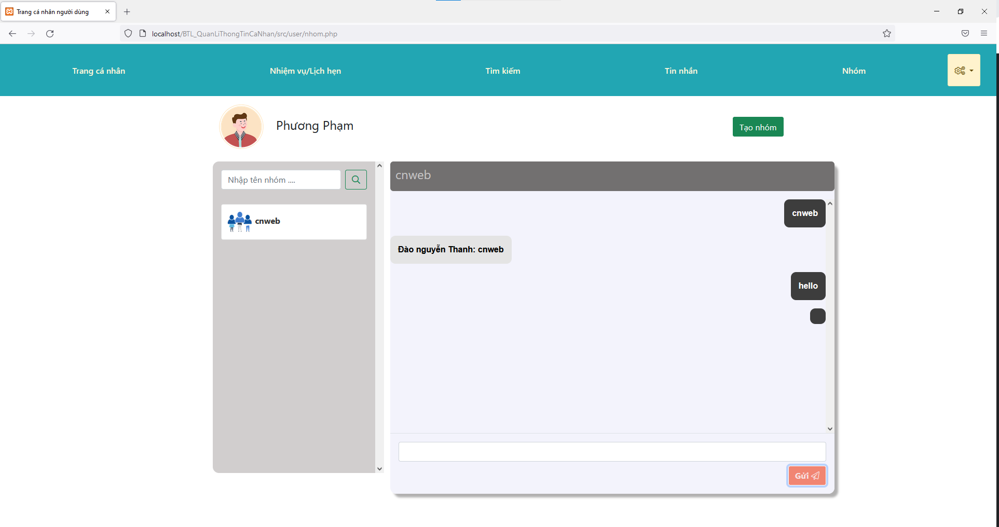 Trang cá nhân người dùng
localhost/BTL_QuanLiThongTinCaNhan/src/user/nhom.php
Trang cá nhân Nhiệm vụ/Lịch hẹn Tìm kiếm Tin nhắn Nhóm
Phương Phạm
Tạo nhóm
Nhập tên nhóm ....
cnweb
cnweb
cnweb
Đào nguyễn Thanh: cnweb
hello
Gửi